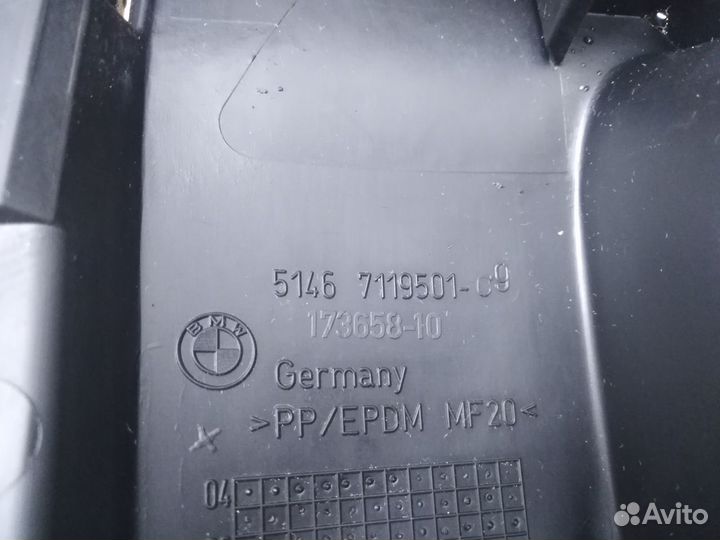 5146 7119501-09
173658-10
BMW
Germany
>PP/EPDM MF20<
04
Avito